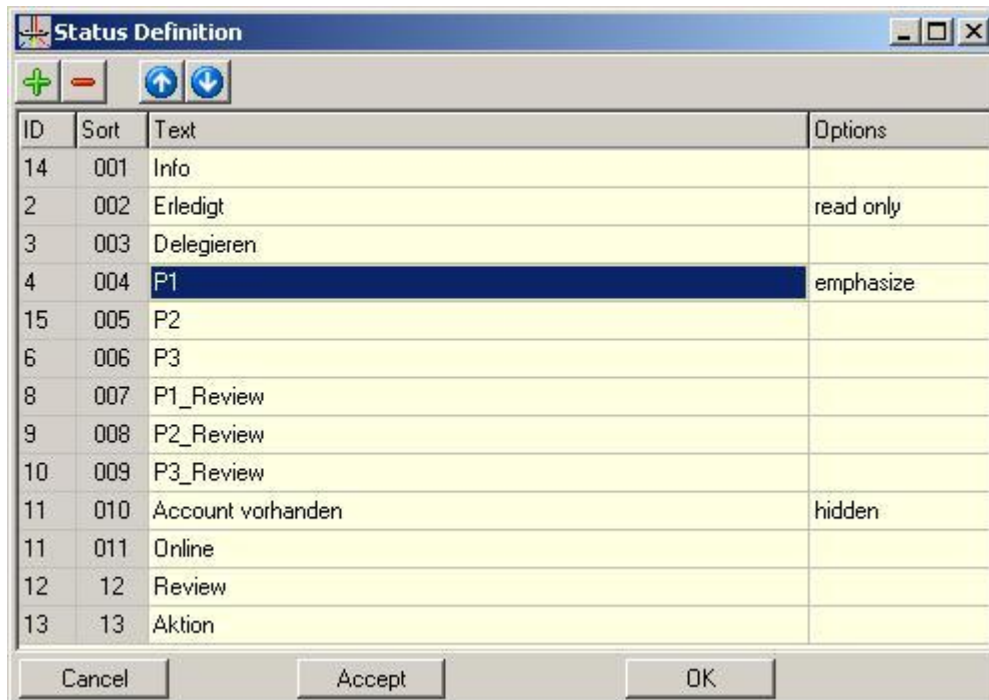 Status Definition
ID Sort Text Options
14 001 Info
2 002 Erledigt read only
3 003 Delegieren
4 004 P1 emphasize
15 005 P2
6 006 P3
8 007 P1_Review
9 008 P2_Review
10 009 P3_Review
11 010 Account vorhanden hidden
11 011 Online
12 12 Review
13 13 Aktion
Cancel Accept OK